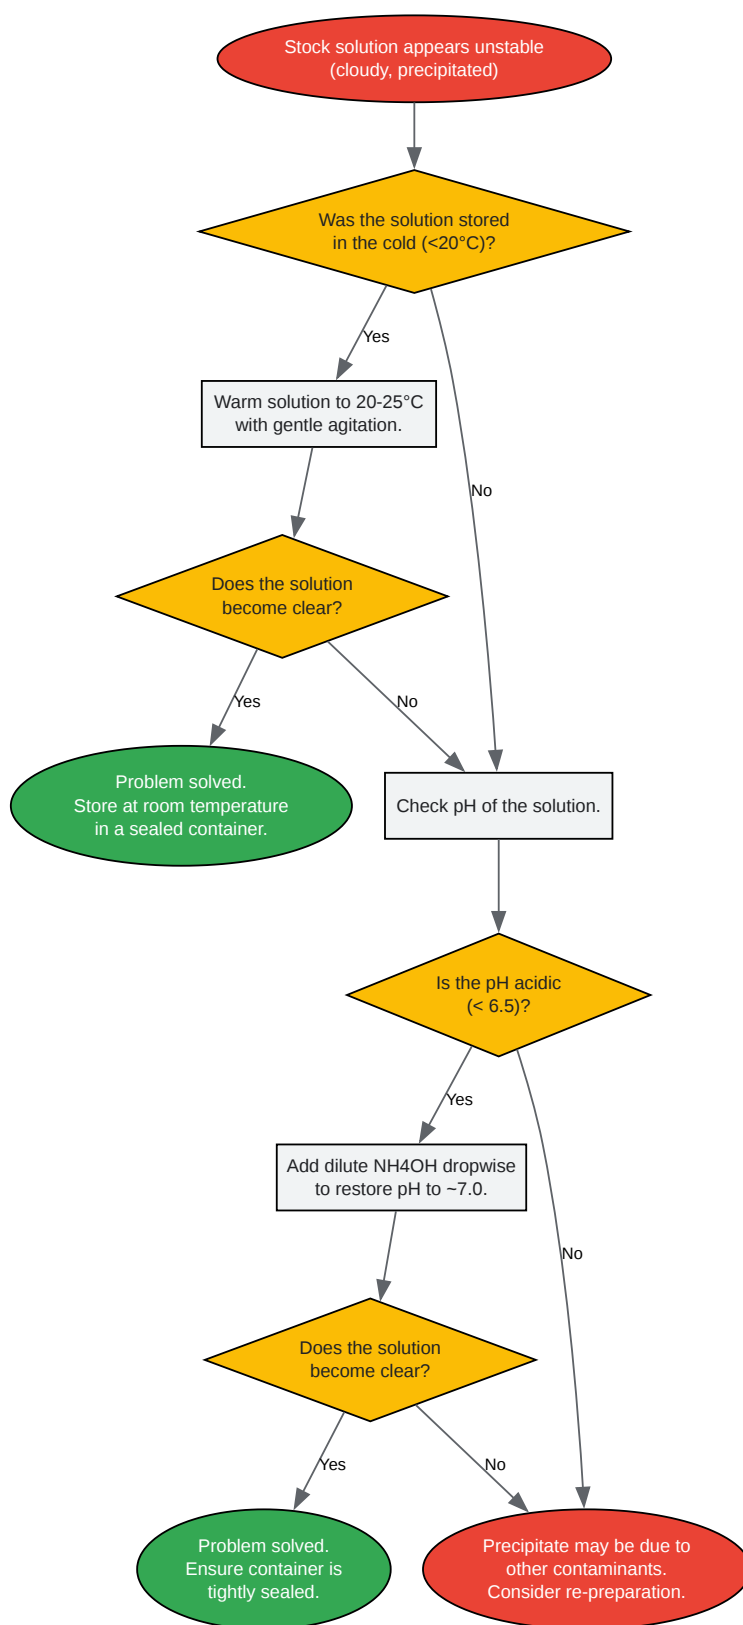 Stock solution appears unstable
(cloudy, precipitated)
Was the solution stored
in the cold (<20°C)?
Yes
Warm solution to 20-25°C
with gentle agitation.
No
Does the solution
become clear?
Yes
No
Problem solved.
Store at room temperature
in a sealed container.
Check pH of the solution.
Is the pH acidic
(< 6.5)?
Yes
Add dilute NH4OH dropwise
to restore pH to ~7.0.
No
Does the solution
become clear?
Yes
No
Problem solved.
Ensure container is
tightly sealed.
Precipitate may be due to
other contaminants.
Consider re-preparation.